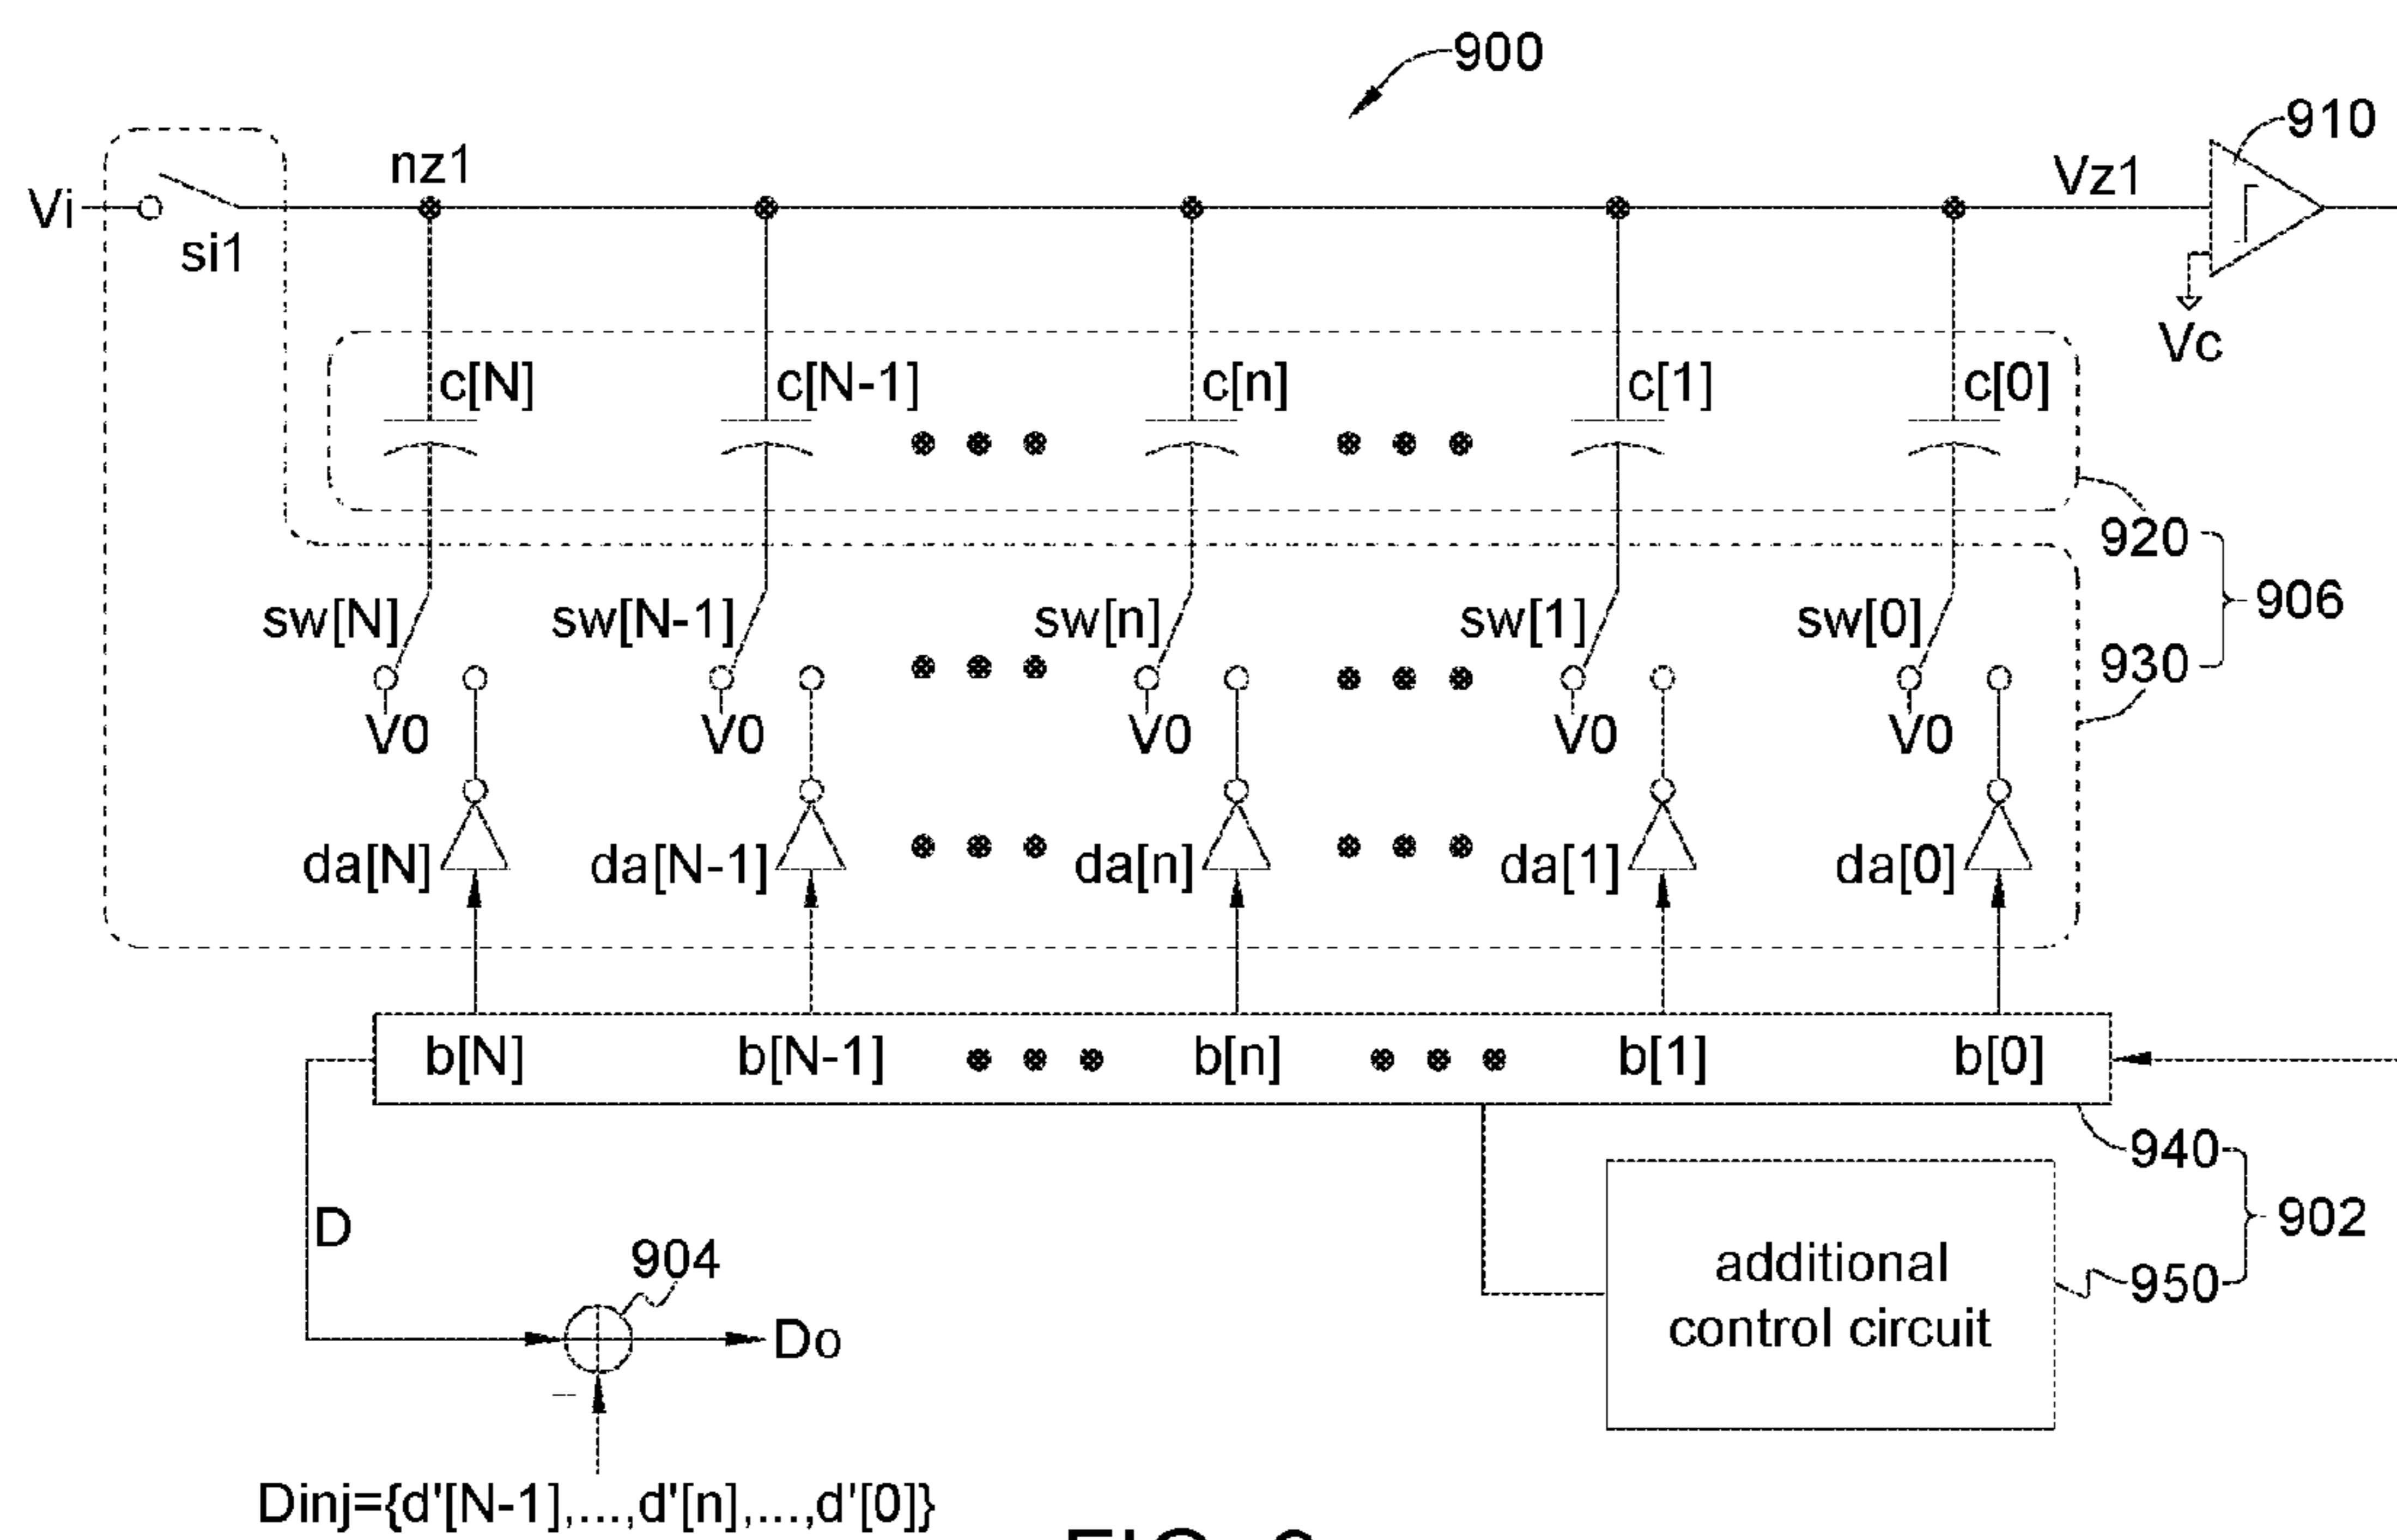 900
910
nz1
Vz1
Vi
si1
Vc
c[N] c[N-1] c[n] c[1] c[0]
920
906
930
sw[N] sw[N-1] sw[n] sw[1] sw[0]
V0 V0 V0 V0 V0
da[N] da[N-1] da[n] da[1] da[0]
b[N] b[N-1] b[n] b[1] b[0]
940
902
950
D
904
additional
control circuit
Do
Dinj={d'[N-1],...,d'[n],...,d'[0]}